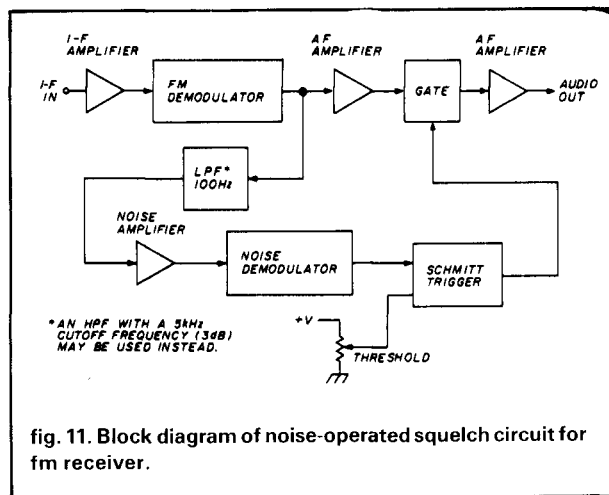 I-F
AMPLIFIER
AF
AMPLIFIER
AF
AMPLIFIER
I-F
IN
FM
DEMODULATOR
GATE
AUDIO
OUT
LPF*
100Hz
NOISE
AMPLIFIER
NOISE
DEMODULATOR
SCHMITT
TRIGGER
*AN HPF WITH A 5kHz
CUTOFF FREQUENCY (3dB)
MAY BE USED INSTEAD.
+V
THRESHOLD
fig. 11. Block diagram of noise-operated squelch circuit for
fm receiver.